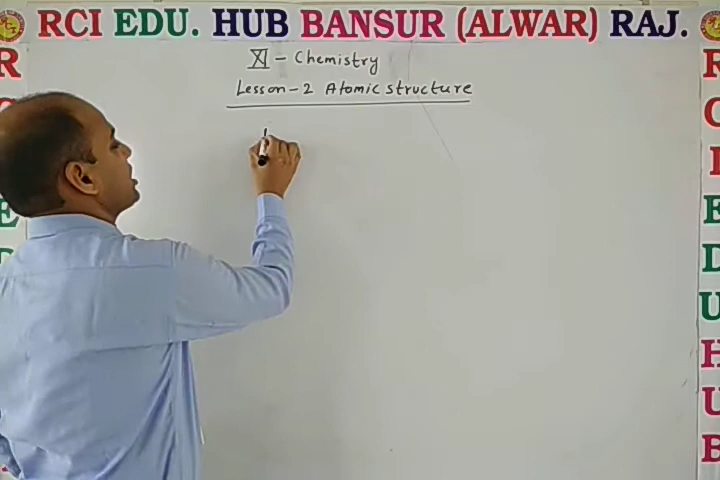 RCI EDU. HUB BANSUR (ALWAR) RAJ.
XI - Chemistry
Lesson-2 Atomic structure
R
E
R
C
I
E
D
U
H
U
B